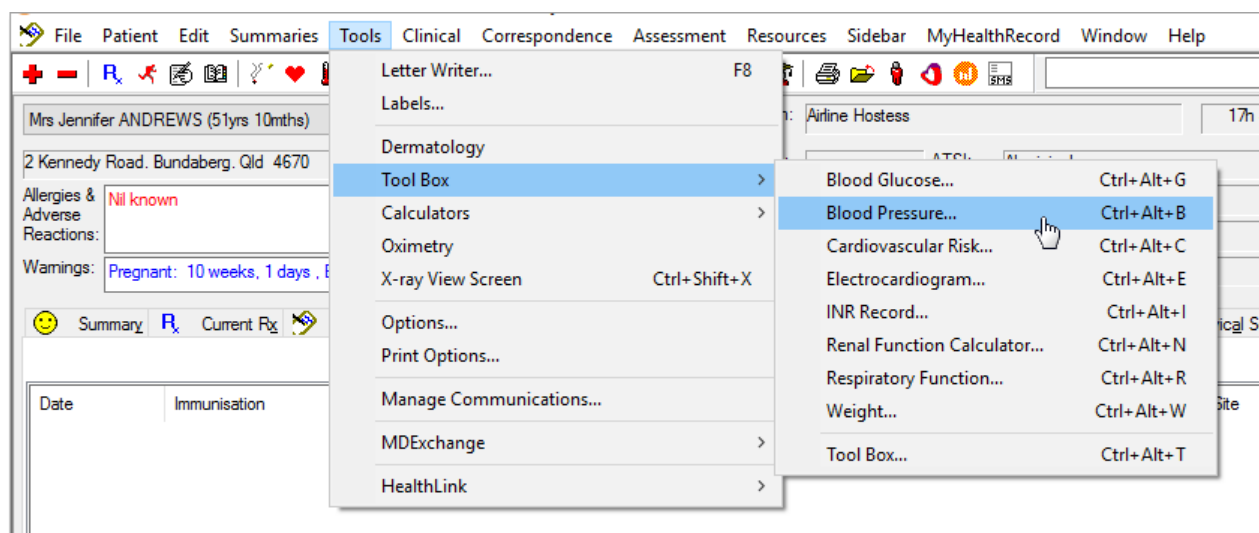 File Patient Edit Summaries Tools Clinical Correspondence Assessment Resources Sidebar MyHealthRecord Window Help
SMS
Mrs Jennifer ANDREWS (51yrs 10mths)
Airline Hostess
17h
2 Kennedy Road. Bundaberg. Qld 4670
Allergies &
Adverse
Reactions:
Nil known
Warnings:
Pregnant: 10 weeks, 1 days ,
Summary Current Rx
Date Immunisation
Site
Letter Writer... F8
Labels...
Dermatology
Tool Box
Calculators
Oximetry
X-ray View Screen Ctrl+Shift+X
Options...
Print Options...
Manage Communications...
MDExchange
HealthLink
Blood Glucose... Ctrl+Alt+G
Blood Pressure... Ctrl+Alt+B
Cardiovascular Risk... Ctrl+Alt+C
Electrocardiogram... Ctrl+Alt+E
INR Record... Ctrl+Alt+I
Renal Function Calculator... Ctrl+Alt+N
Respiratory Function... Ctrl+Alt+R
Weight... Ctrl+Alt+W
Tool Box... Ctrl+Alt+T